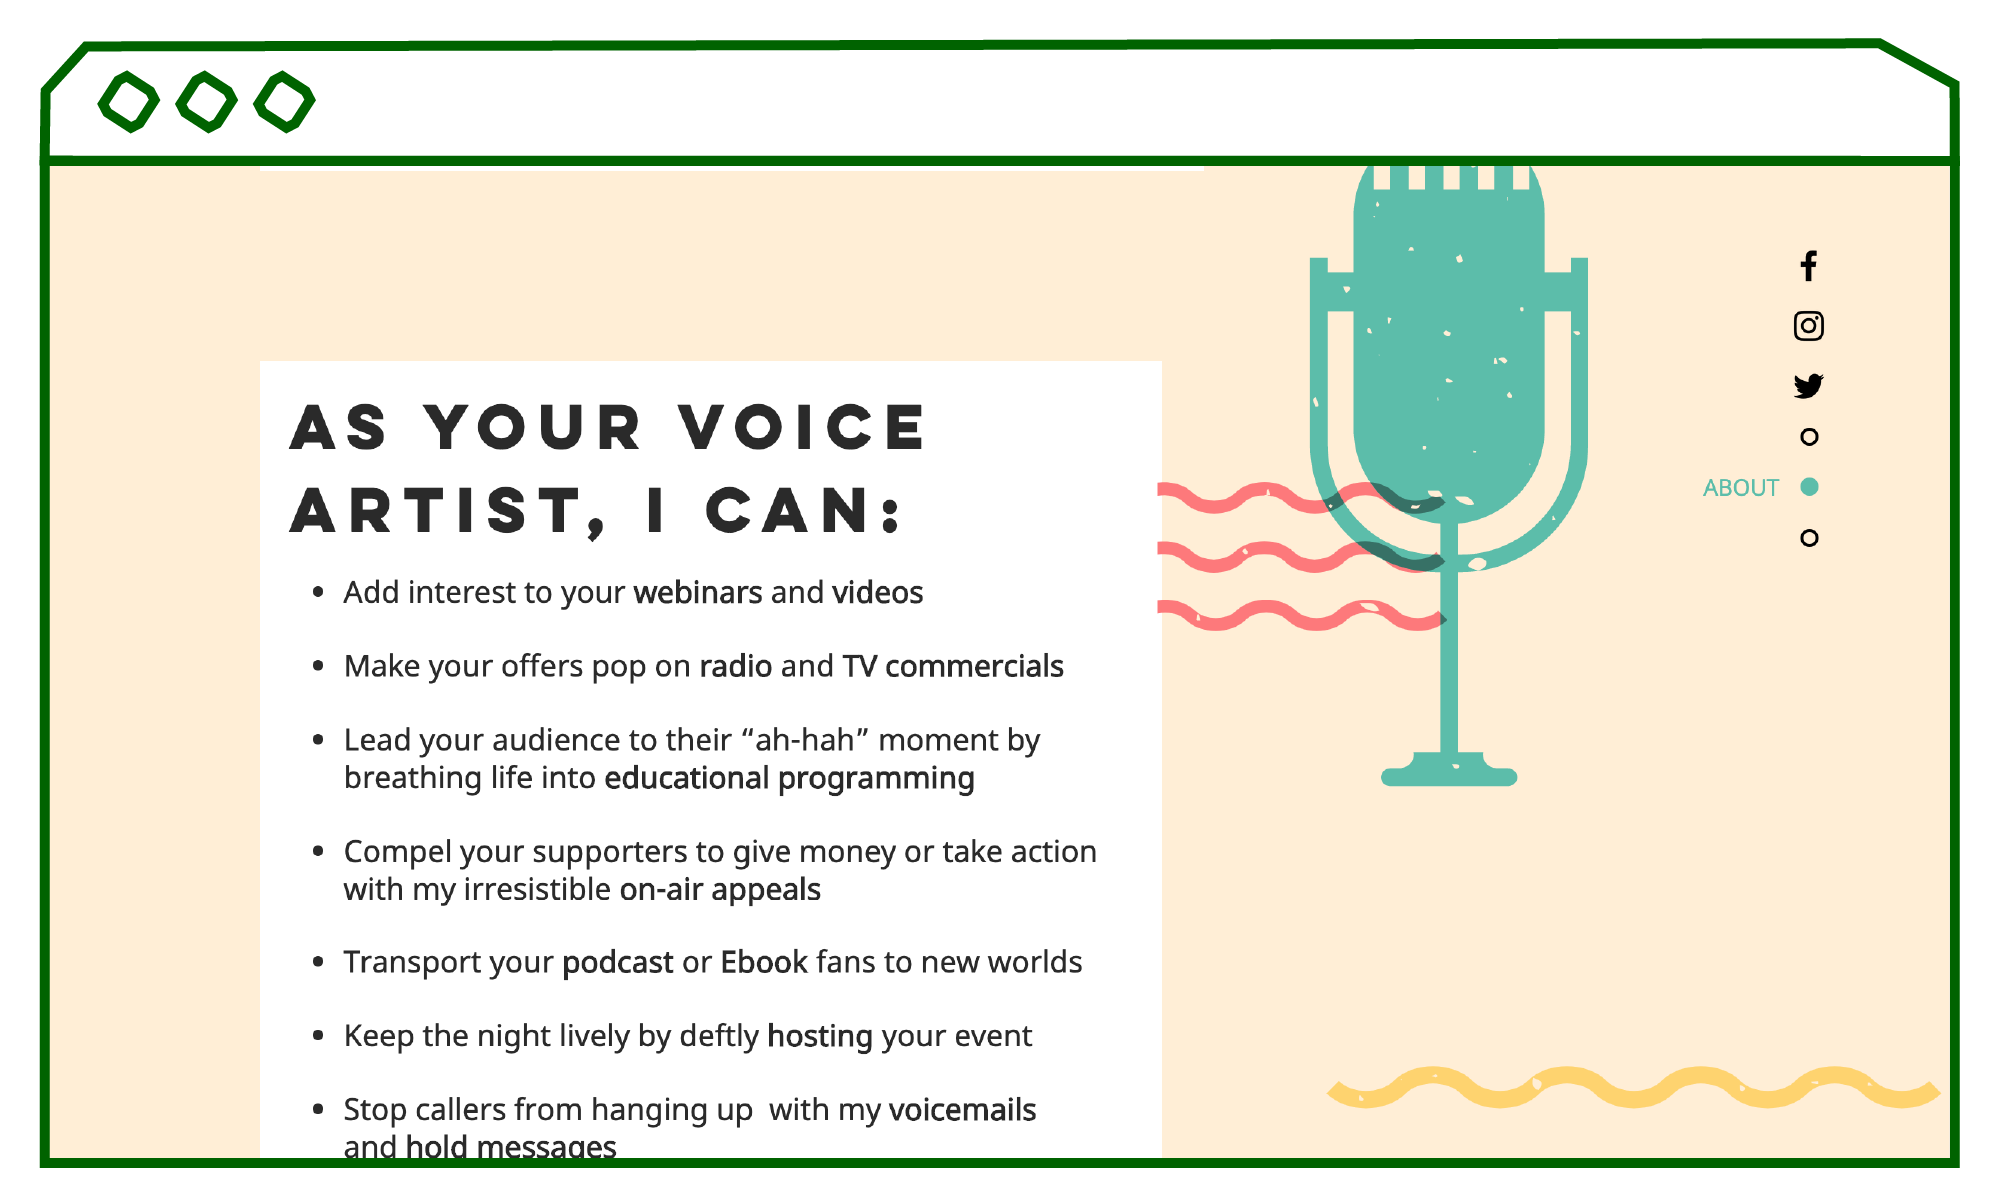 AS YOUR VOICE
ARTIST, I CAN:
• Add interest to your webinars and videos
• Make your offers pop on radio and TV commercials
• Lead your audience to their “ah-hah” moment by
breathing life into educational programming
• Compel your supporters to give money or take action
with my irresistible on-air appeals
• Transport your podcast or Ebook fans to new worlds
• Keep the night lively by deftly hosting your event
• Stop callers from hanging up  with my voicemails
and hold messages
ABOUT